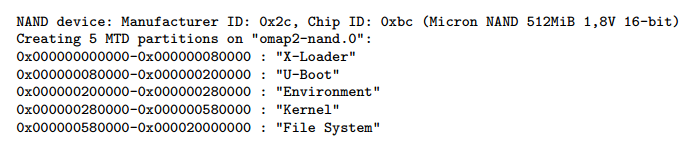 NAND device: Manufacturer ID: 0x2c, Chip ID: 0xbc (Micron NAND 512MiB 1,8V 16-bit)
Creating 5 MTD partitions on "omap2-nand.0":
0x000000000000-0x000000080000 : "X-Loader"
0x000000080000-0x000000200000 : "U-Boot"
0x000000200000-0x000000280000 : "Environment"
0x000000280000-0x000000580000 : "Kernel"
0x000000580000-0x000020000000 : "File System"